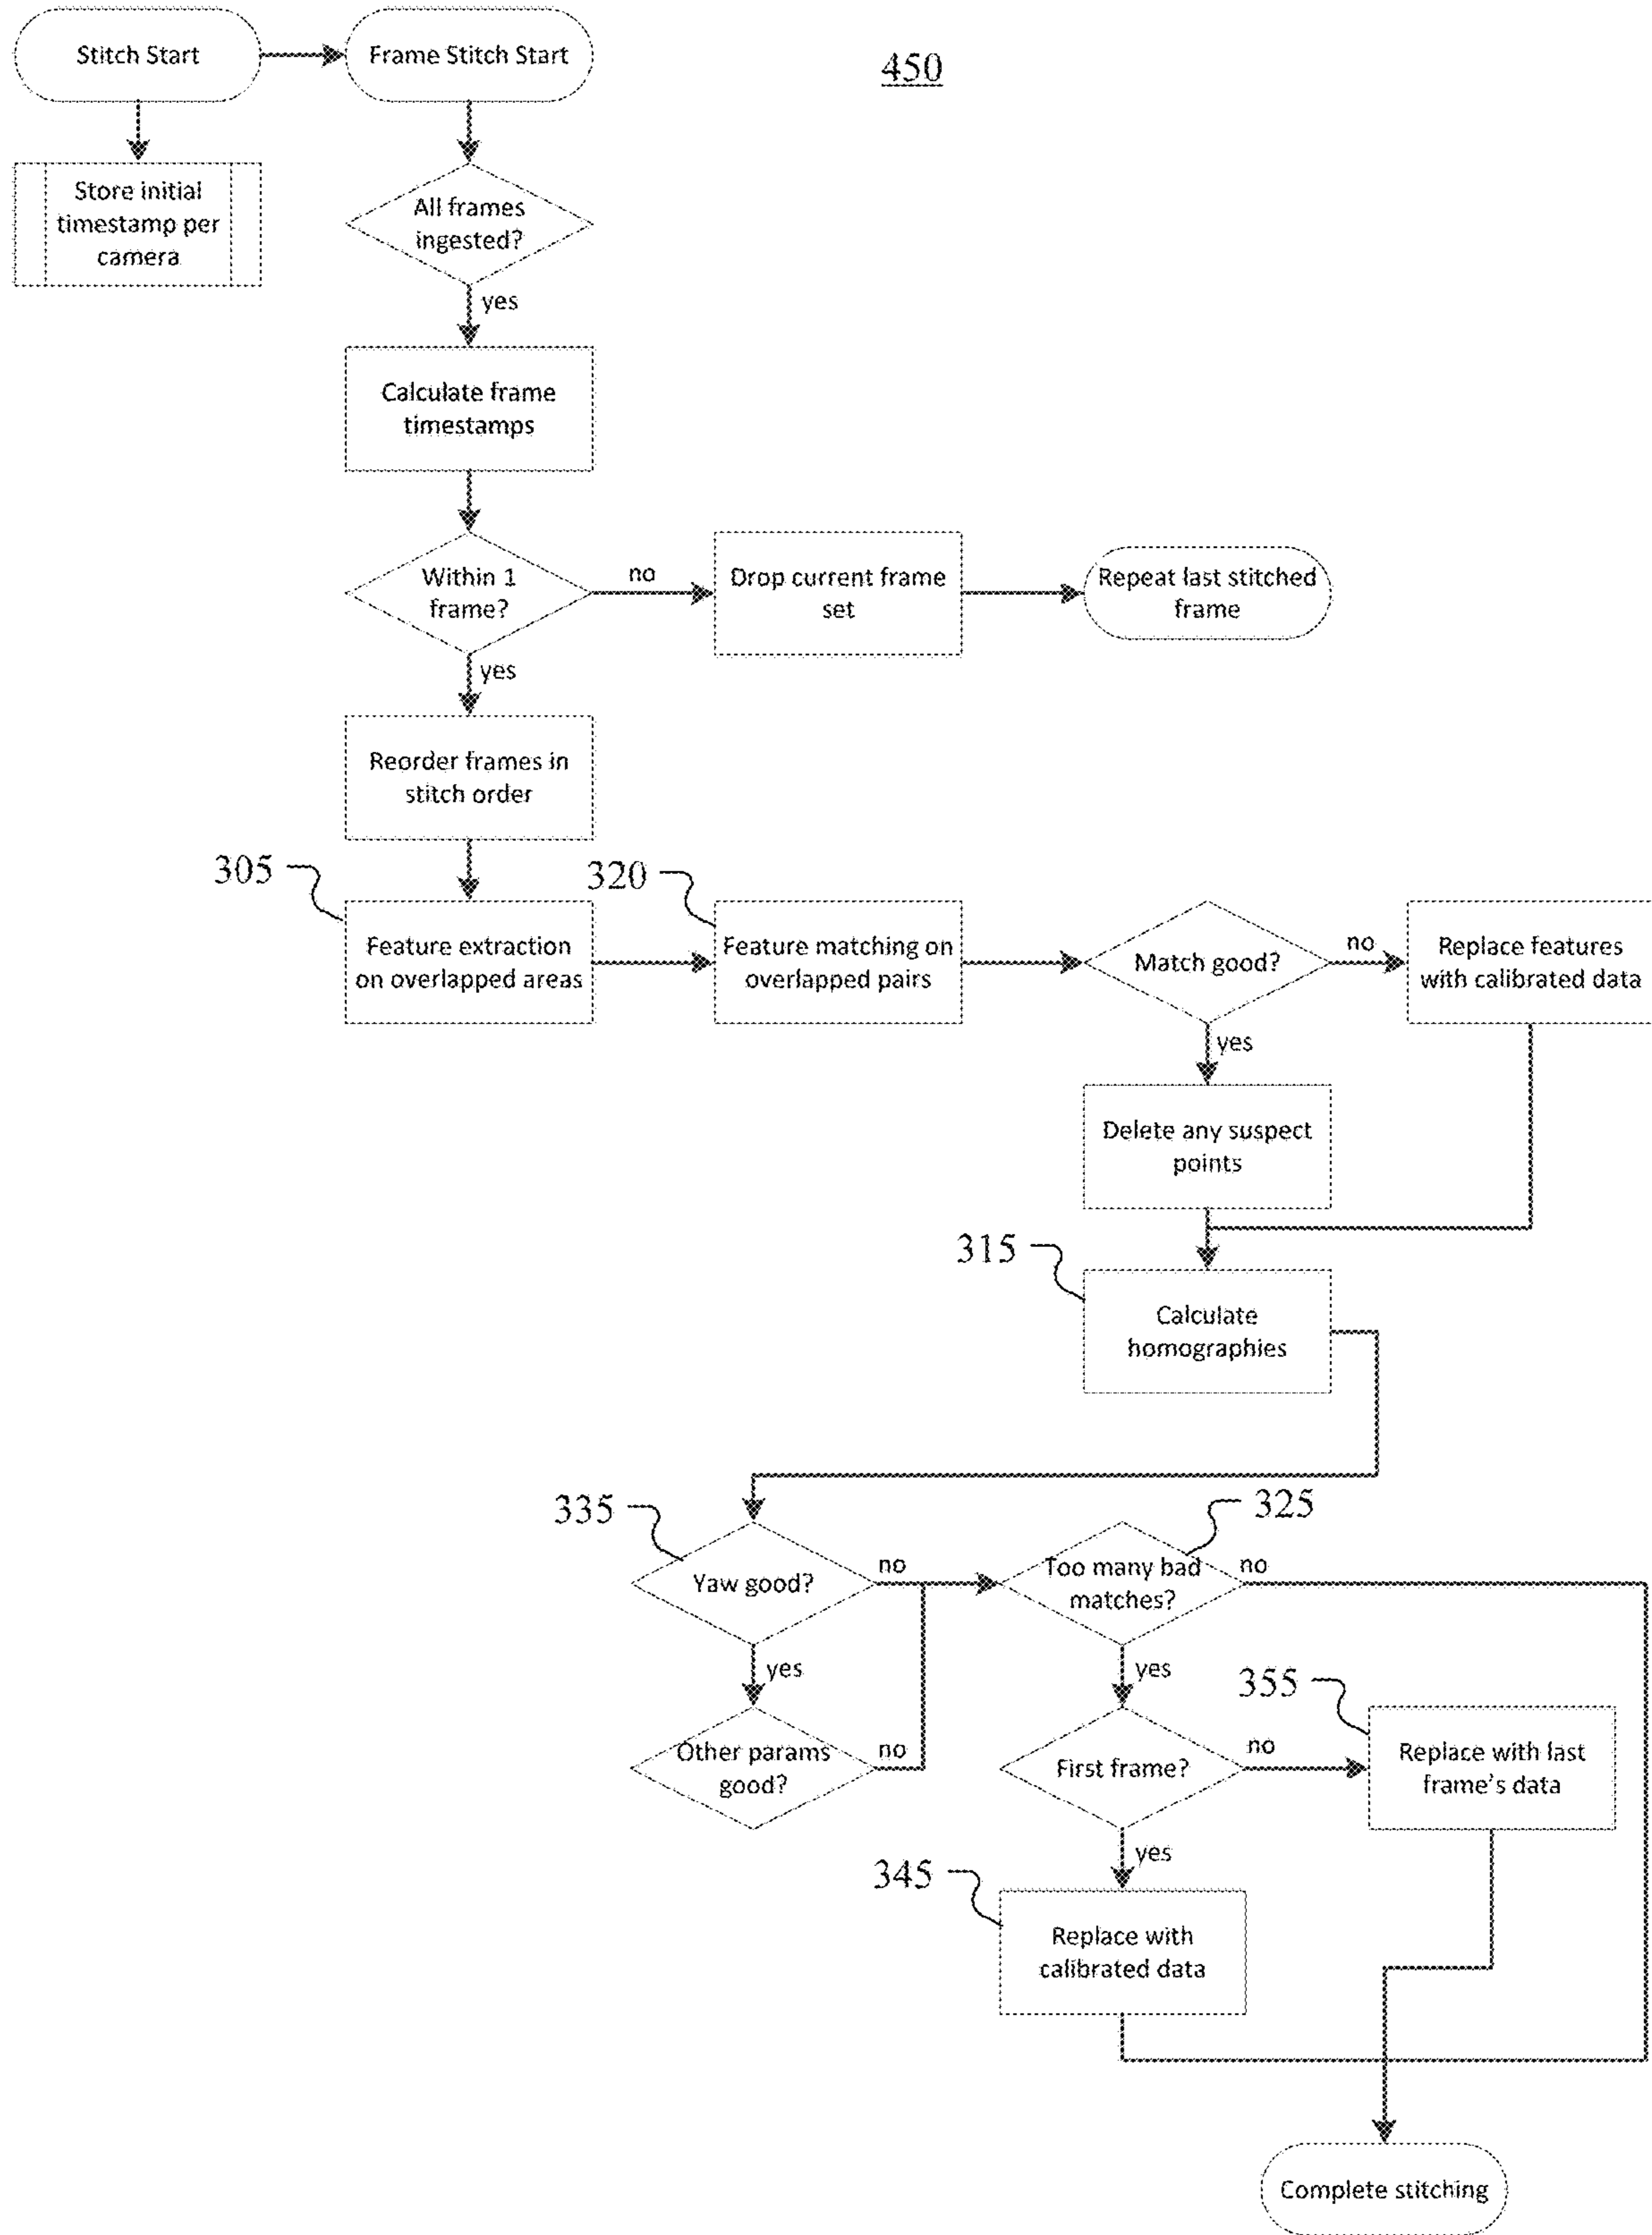 Stitch Start
Frame Stitch Start
450
Store initial
timestamp per
camera
All frames
ingested?
yes
Calculate frame
timestamps
Within 1
frame?
no
Drop current frame
set
Repeat last stitched
frame
yes
Reorder frames in
stitch order
305
320
Feature extraction
on overlapped areas
Feature matching on
overlapped pairs
Match good?
no
Replace features
with calibrated data
yes
Delete any suspect
points
315
Calculate
homographies
335
325
Yaw good?
no
Too many bad
matches?
no
yes
yes
355
Other params
good?
no
First frame?
no
Replace with last
frame's data
yes
345
Replace with
calibrated data
Complete stitching